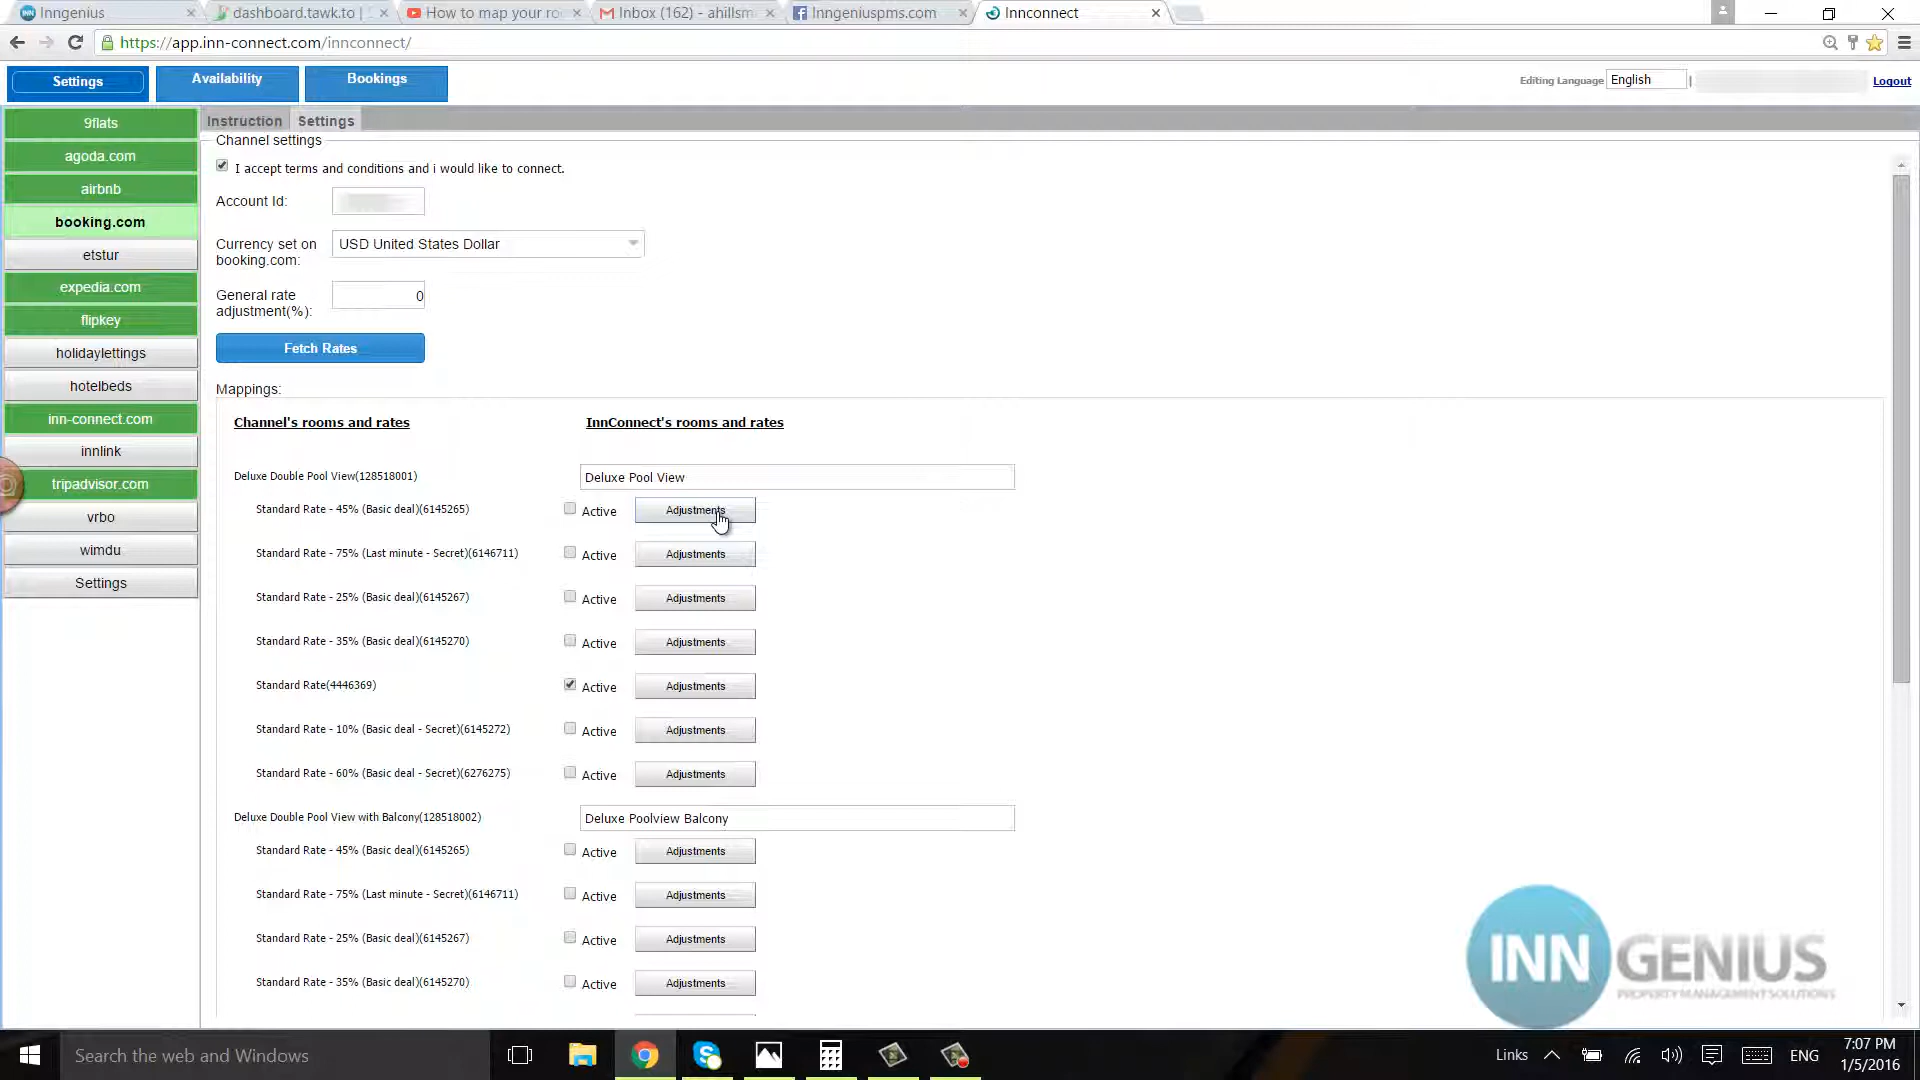 Inngenius
dashboard.tawk.to |
How to map your ro
Inbox (162) - ahillsm
Inngeniuspms.com
Innconnect
https://app.inn-connect.com/innconnect/
Settings
Availability
Bookings
Editing Language
English
Logout
9flats
agoda.com
airbnb
booking.com
etstur
expedia.com
flipkey
holidaylettings
hotelbeds
inn-connect.com
innlink
tripadvisor.com
vrbo
wimdu
Settings
Instruction
Settings
Channel settings
I accept terms and conditions and i would like to connect.
Account Id:
Currency set on
booking.com:
USD United States Dollar
General rate
adjustment(%):
0
Fetch Rates
Mappings:
Channel's rooms and rates
InnConnect's rooms and rates
Deluxe Double Pool View(128518001)
Deluxe Pool View
Standard Rate - 45% (Basic deal)(6145265)
Active
Adjustments
Standard Rate - 75% (Last minute - Secret)(6146711)
Active
Adjustments
Standard Rate - 25% (Basic deal)(6145267)
Active
Adjustments
Standard Rate - 35% (Basic deal)(6145270)
Active
Adjustments
Standard Rate(4446369)
Active
Adjustments
Standard Rate - 10% (Basic deal - Secret)(6145272)
Active
Adjustments
Standard Rate - 60% (Basic deal - Secret)(6276275)
Active
Adjustments
Deluxe Double Pool View with Balcony(128518002)
Deluxe Poolview Balcony
Standard Rate - 45% (Basic deal)(6145265)
Active
Adjustments
Standard Rate - 75% (Last minute - Secret)(6146711)
Active
Adjustments
Standard Rate - 25% (Basic deal)(6145267)
Active
Adjustments
Standard Rate - 35% (Basic deal)(6145270)
Active
Adjustments
INNGENIUS
PROPERTY MANAGEMENT SOLUTIONS
Search the web and Windows
Links
ENG
7:07 PM
1/5/2016